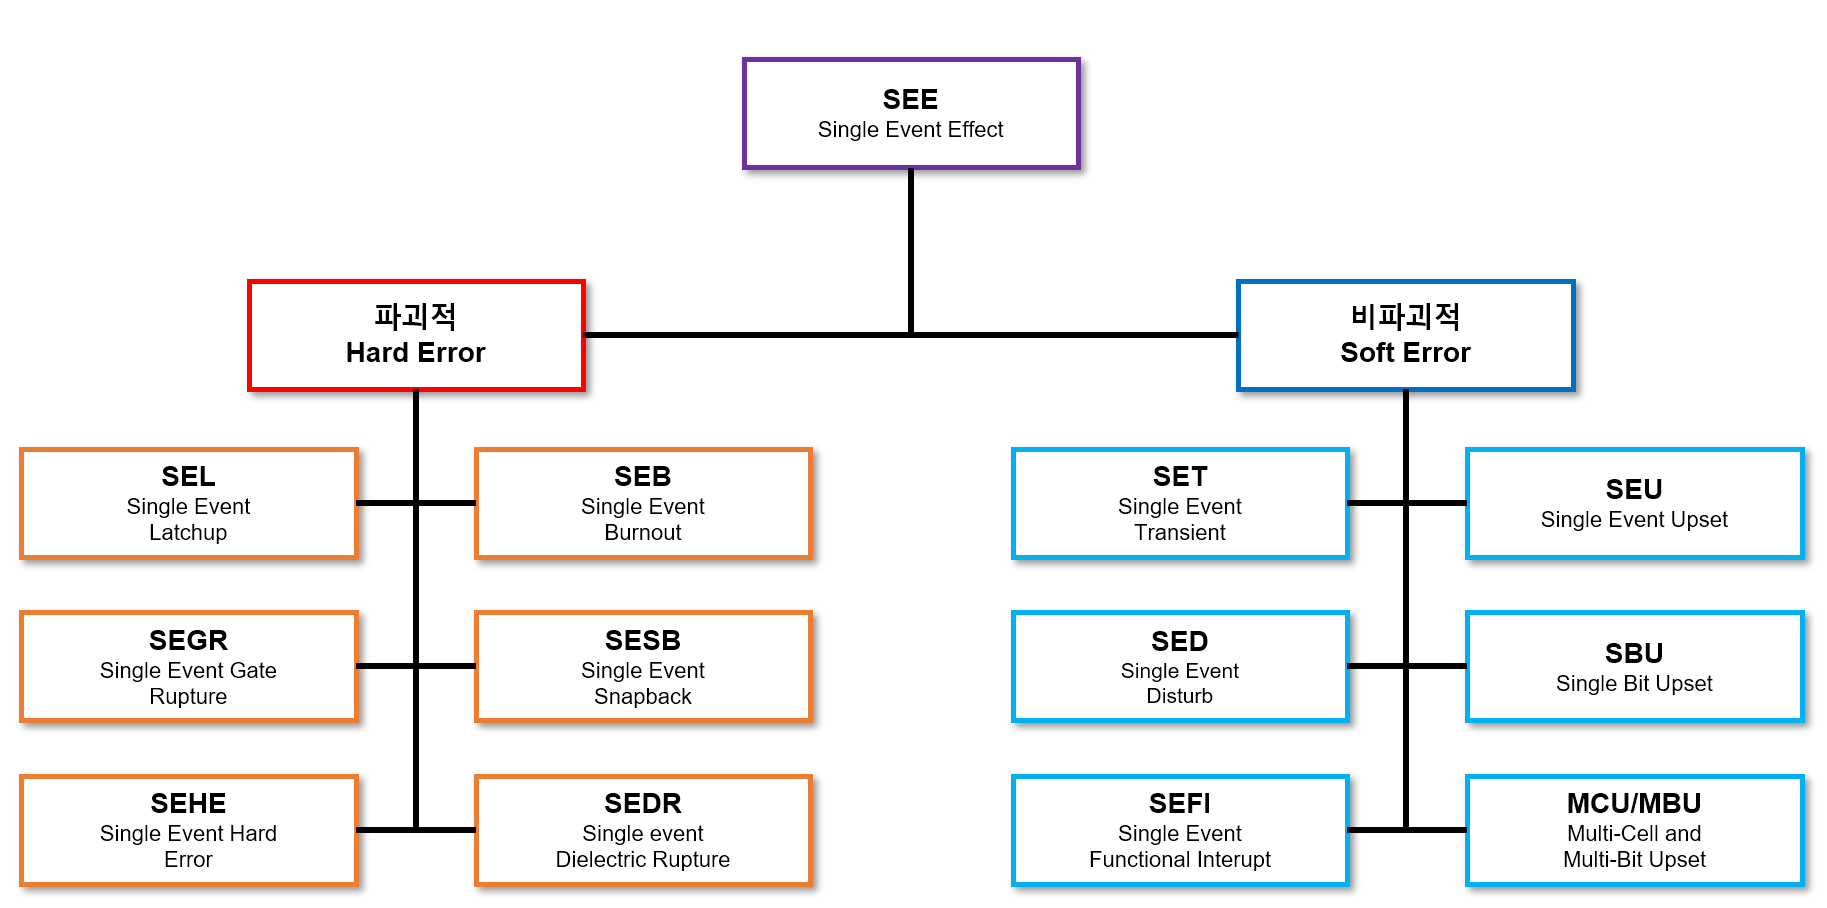 SEE
Single Event Effect
파괴적
Hard Error
비파괴적
Soft Error
SEL
Single Event
Latchup
SEB
Single Event
Burnout
SET
Single Event
Transient
SEU
Single Event Upset
SEGR
Single Event Gate
Rupture
SESB
Single Event
Snapback
SED
Single Event
Disturb
SBU
Single Bit Upset
SEHE
Single Event Hard
Error
SEDR
Single event
Dielectric Rupture
SEFI
Single Event
Functional Interupt
MCU/MBU
Multi-Cell and
Multi-Bit Upset